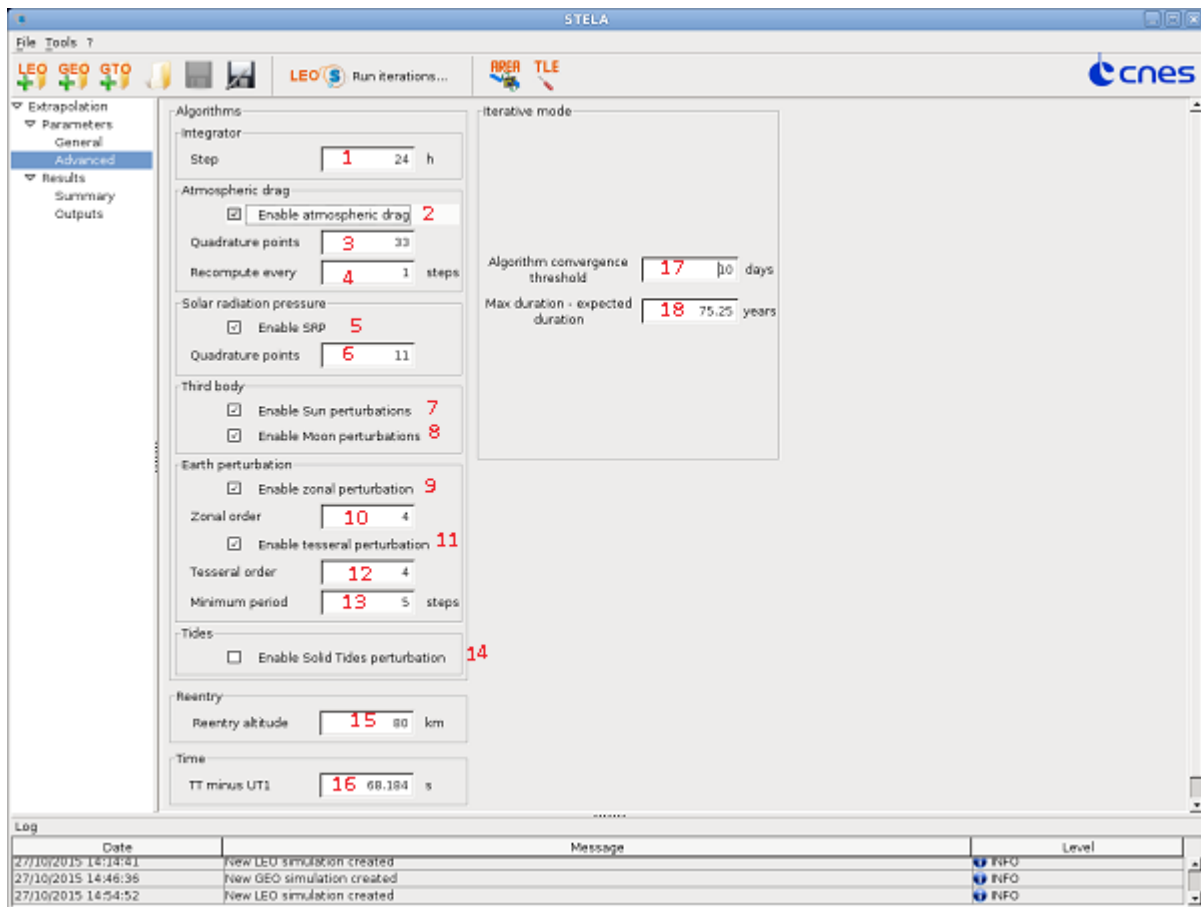 STELA
File Tools ?
LEO GEO GTO LEO S Run iterations... AREA TLE cnes
Extrapolation
Parameters
General
Advanced
Results
Summary
Outputs
Algorithms
Integrator
Step 1 24 h
Atmospheric drag
Enable atmospheric drag 2
Quadrature points 3 33
Recompute every 4 1 steps
Solar radiation pressure
Enable SRP 5
Quadrature points 6 11
Third body
Enable Sun perturbations 7
Enable Moon perturbations 8
Earth perturbation
Enable zonal perturbation 9
Zonal order 10 4
Enable tesseral perturbation 11
Tesseral order 12 4
Minimum period 13 5 steps
Tides
Enable Solid Tides perturbation 14
Reentry
Reentry altitude 15 80 km
Time
TT minus UT1 16 68.184 s
Iterative mode
Algorithm convergence
threshold 17 10 days
Max duration - expected
duration 18 75.25 years
Log
Date Message Level
27/10/2015 14:14:41 New LEO simulation created INFO
27/10/2015 14:46:36 New GEO simulation created INFO
27/10/2015 14:54:52 New LEO simulation created INFO